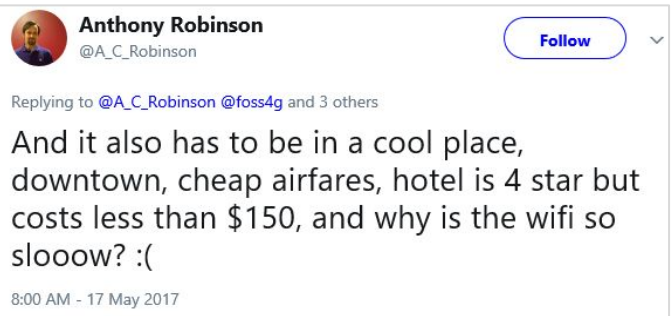 Anthony Robinson
@A_C_Robinson
Follow
Replying to @A_C_Robinson @foss4g and 3 others
And it also has to be in a cool place,
downtown, cheap airfares, hotel is 4 star but
costs less than $150, and why is the wifi so
slooow? :(
8:00 AM - 17 May 2017